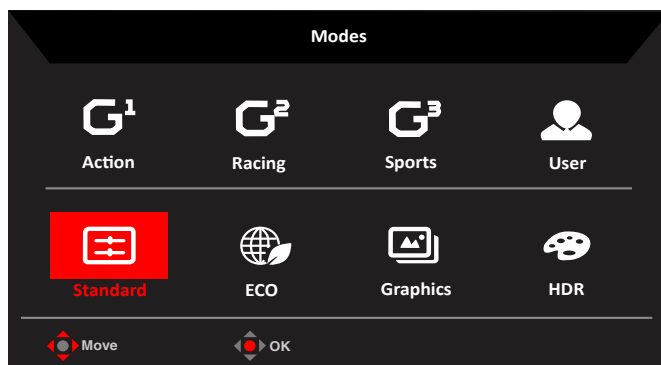 Modes
G1 G2 G3
Action Racing Sports User
Standard ECO Graphics HDR
Move OK